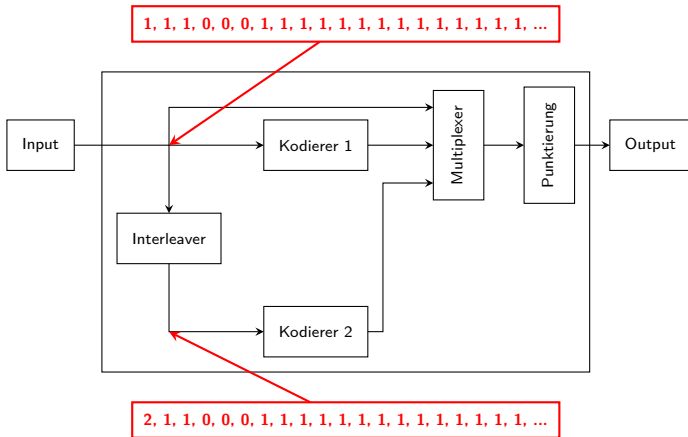 1, 1, 1, 0, 0, 0, 1, 1, 1, 1, 1, 1, 1, 1, 1, 1, 1, 1, 1, 1, ...
Input
Kodierer 1
Multiplexer
Punktierung
Output
Interleaver
Kodierer 2
2, 1, 1, 0, 0, 0, 1, 1, 1, 1, 1, 1, 1, 1, 1, 1, 1, 1, 1, 1, ...